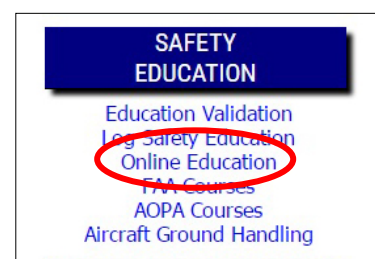 SAFETY
EDUCATION
Education Validation
Log Safety Education
Online Education
FAA Courses
AOPA Courses
Aircraft Ground Handling